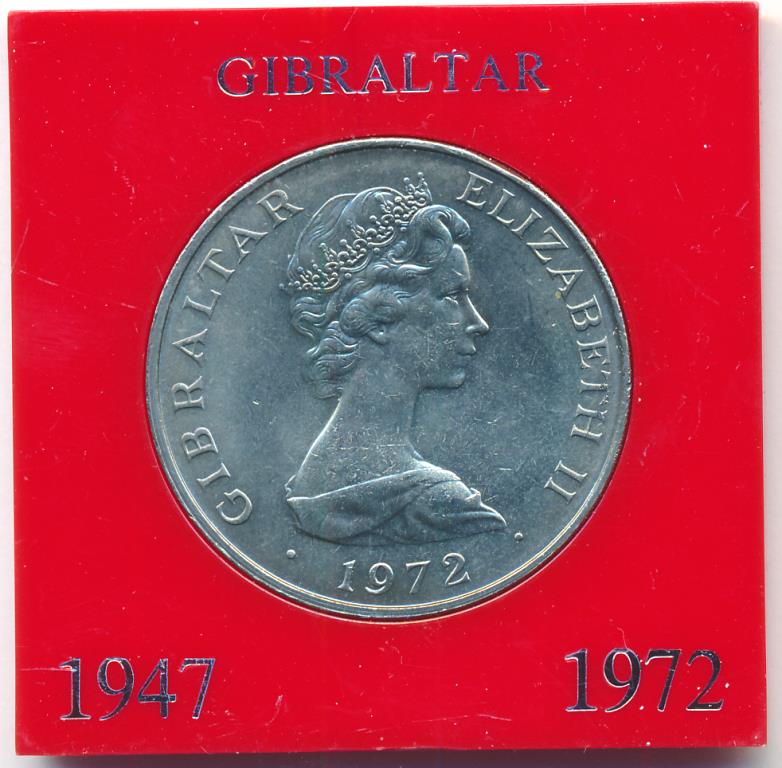 GIBRALTAR
GIBRALTAR ELIZABETH II
· 1972 ·
1947 1972